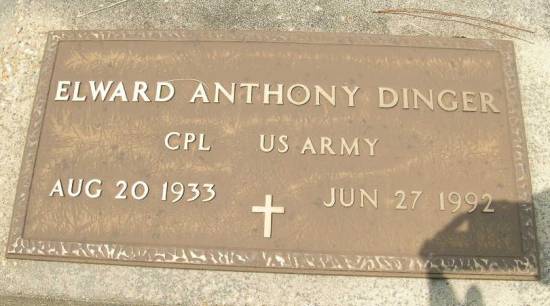 ELWARD ANTHONY DINGER
CPL US ARMY
AUG 20 1933 JUN 27 1992